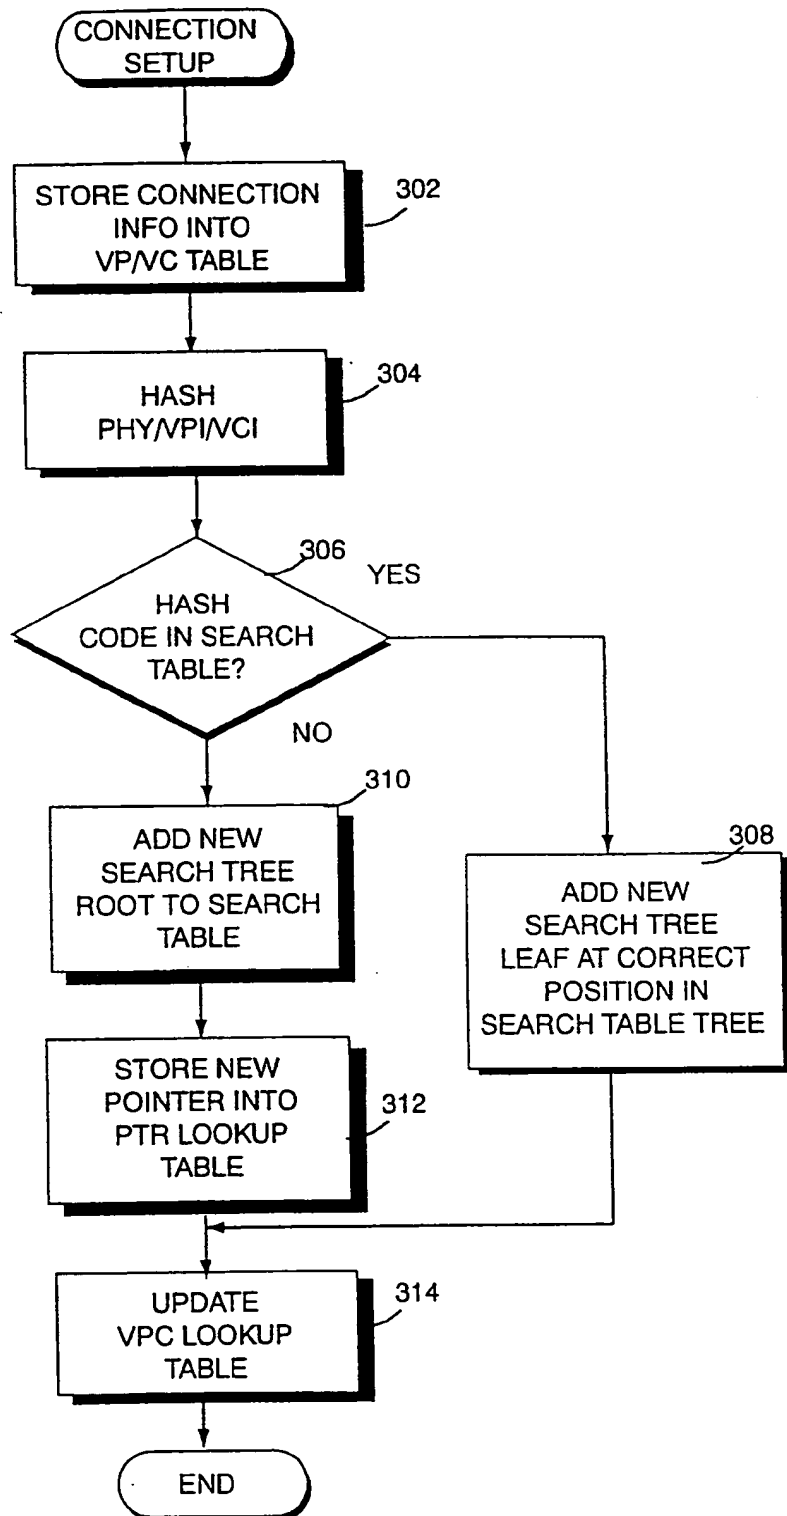 CONNECTION
SETUP
STORE CONNECTION
INFO INTO
VP/VC TABLE
302
HASH
PHY/VPI/VCI
304
306
YES
HASH
CODE IN SEARCH
TABLE?
NO
310
ADD NEW
SEARCH TREE
ROOT TO SEARCH
TABLE
308
ADD NEW
SEARCH TREE
LEAF AT CORRECT
POSITION IN
SEARCH TABLE TREE
STORE NEW
POINTER INTO
PTR LOOKUP
TABLE
312
UPDATE
VPC LOOKUP
TABLE
314
END